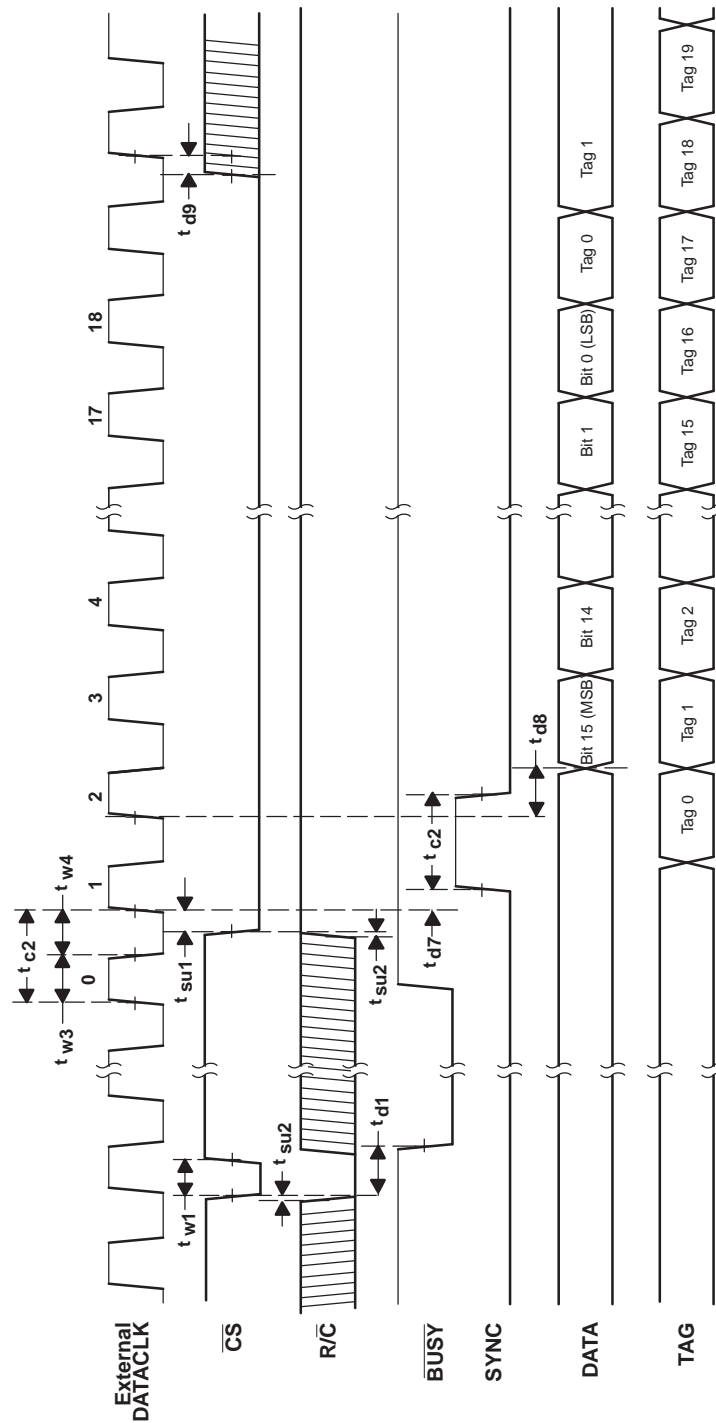 External
DATACLK
0
1
2
3
4
17
18
t w3
t c2
t w4
CS
t w1
t su1
t d9
R/C
t su2
t su2
BUSY
t d1
t d7
t c2
SYNC
t d8
DATA
Bit 15 (MSB)
Bit 14
Bit 1
Bit 0 (LSB)
Tag 0
Tag 1
TAG
Tag 0
Tag 1
Tag 2
Tag 15
Tag 16
Tag 17
Tag 18
Tag 19